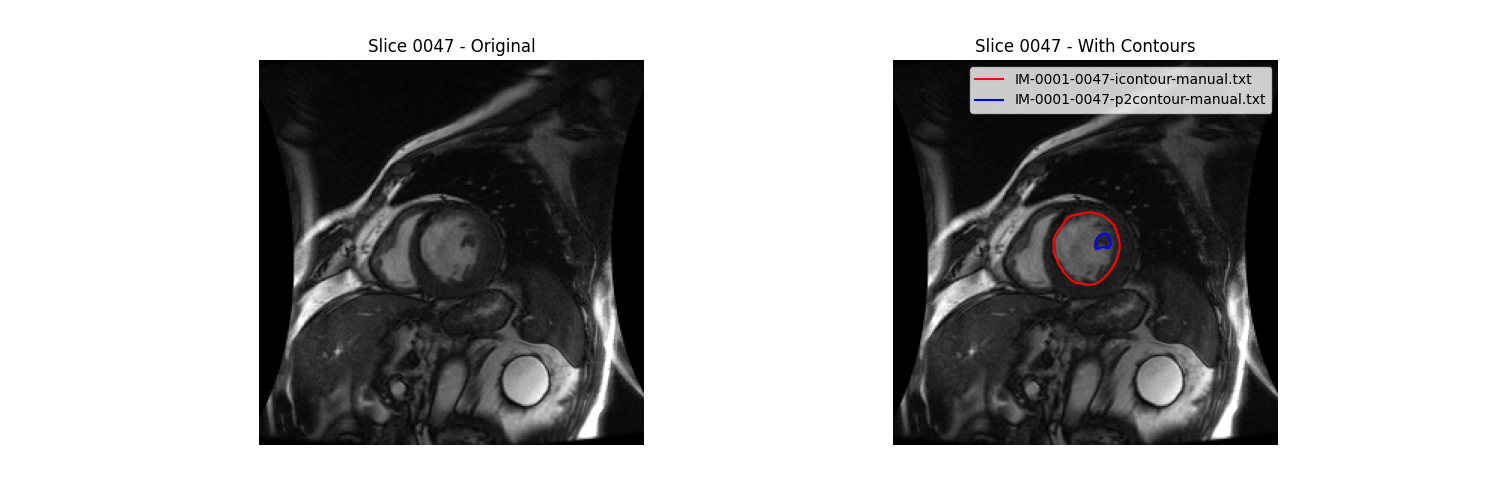 Slice 0047 - Original
Slice 0047 - With Contours
IM-0001-0047-icontour-manual.txt
IM-0001-0047-p2contour-manual.txt